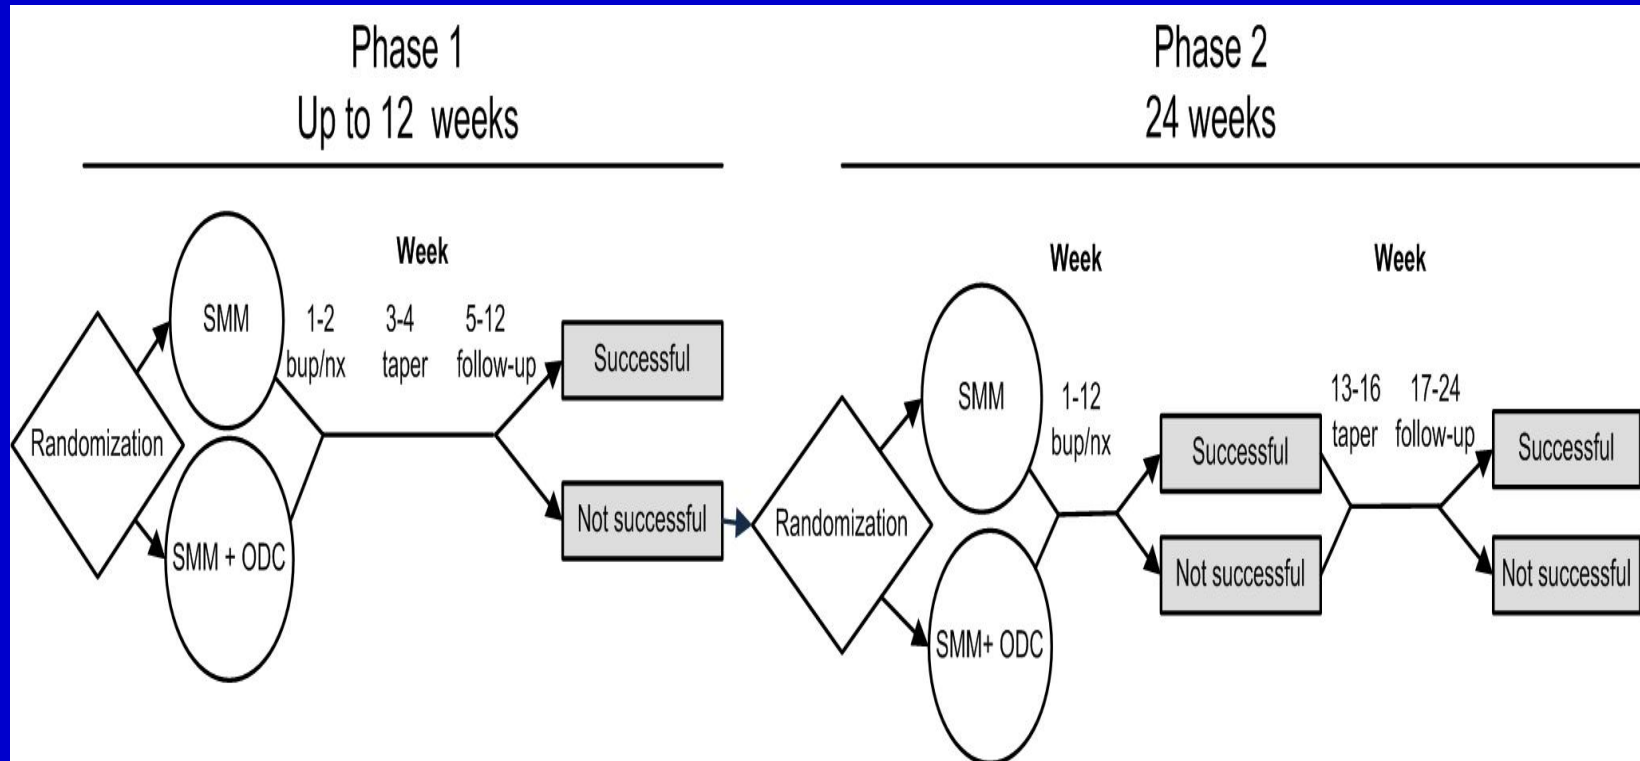 Phase 1
Up to 12 weeks
Phase 2
24 weeks
Week
1-2 3-4 5-12
bup/nx taper follow-up
Randomization
SMM
SMM + ODC
Successful
Not successful
Week
Week
Randomization
SMM
SMM+ ODC
1-12
bup/nx
Successful
Not successful
13-16 17-24
taper follow-up
Successful
Not successful